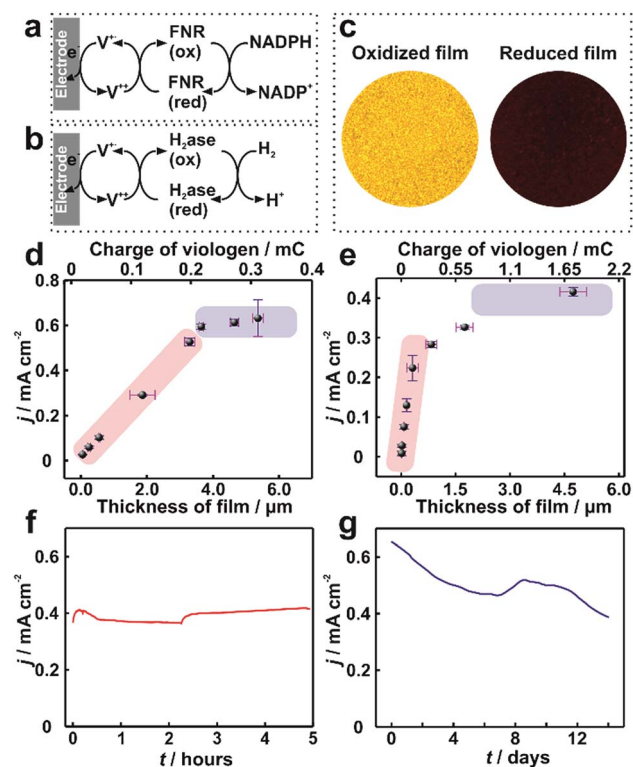 a
Electrode
e⁻
V⁺·
V⁺⁺
FNR
(ox)
FNR
(red)
NADPH
NADP⁺
b
Electrode
e⁻
V⁺·
V⁺⁺
H₂ase
(ox)
H₂ase
(red)
H₂
H⁺
c
Oxidized film Reduced film
d
Charge of viologen / mC
0 0.1 0.2 0.3 0.4
j / mA cm⁻²
0.8
0.6
0.4
0.2
0
0.0 2.0 4.0 6.0
Thickness of film / µm
e
Charge of viologen / mC
0 0.55 1.1 1.65 2.2
j / mA cm⁻²
0.4
0.3
0.2
0.1
0
0.0 1.5 3.0 4.5 6.0
Thickness of film / µm
f
j / mA cm⁻²
0.6
0.4
0.2
0
0 1 2 3 4 5
t / hours
g
j / mA cm⁻²
0.6
0.4
0.2
0
0 4 8 12
t / days